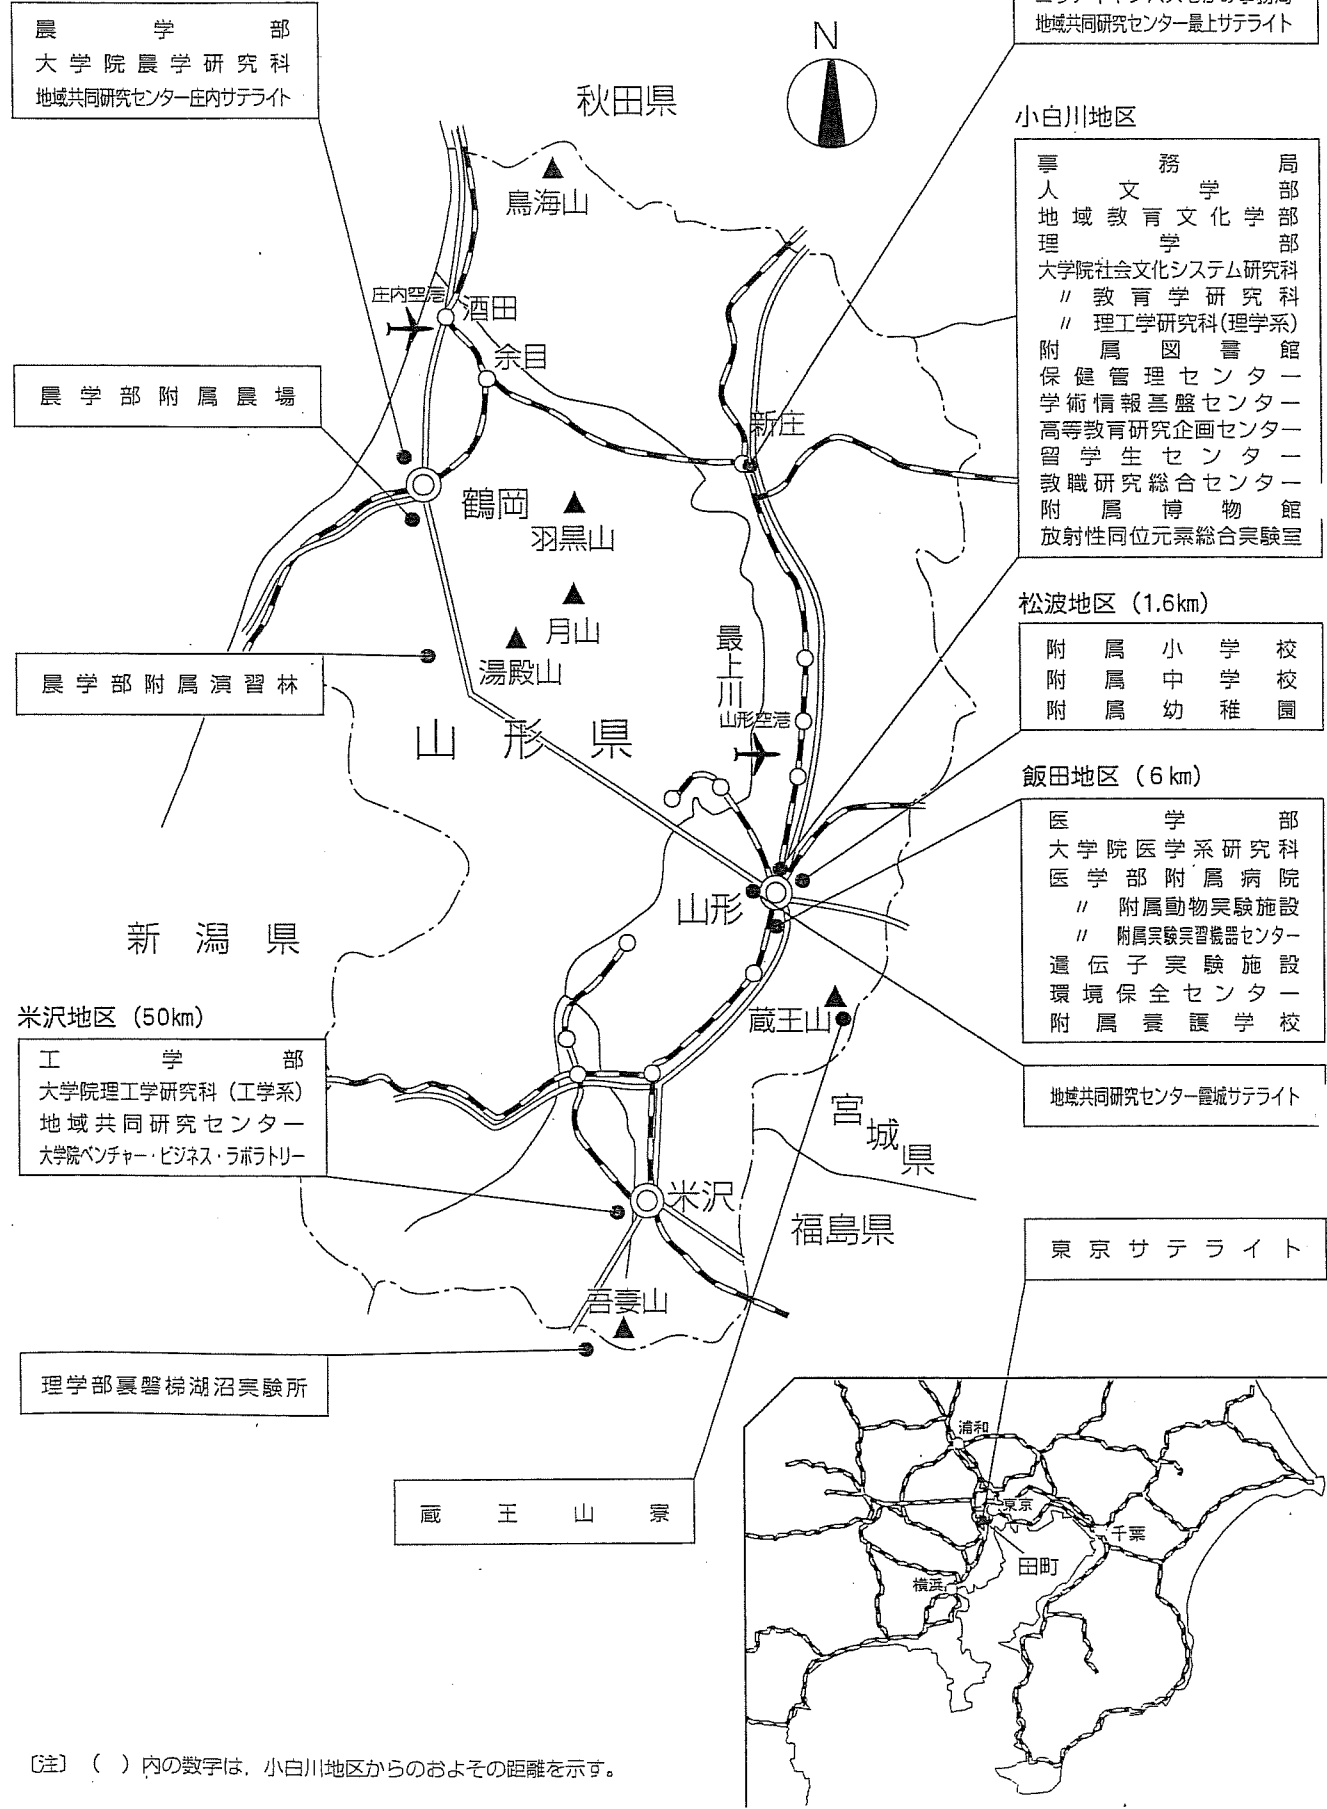 農学部
大学院農学研究科
地域共同研究センター庄内サテライト
地域共同研究センター最上サテライト
N
秋田県
鳥海山
庄内空港
酒田
余目
新庄
農学部附属農場
鶴岡
羽黒山
月山
湯殿山
最上川
山形空港
農学部附属演習林
山形県
小白川地区
事務局
人文学部
地域教育文化学部
理学部
大学院社会文化システム研究科
〃 教育学研究科
〃 理工学研究科(理学系)
附属図書館
保健管理センター
学術情報基盤センター
高等教育研究企画センター
留学生センター
教職研究総合センター
附属博物館
放射性同位元素総合実験室
松波地区 (1.6km)
附属小学校
附属中学校
附属幼稚園
飯田地区 (6km)
医学部
大学院医学系研究科
医学部附属病院
〃 附属動物実験施設
〃 附属実験実習機器センター
遺伝子実験施設
環境保全センター
附属養護学校
地域共同研究センター霞城サテライト
山形
新潟県
蔵王山
米沢地区 (50km)
工学部
大学院理工学研究科 (工学系)
地域共同研究センター
大学院ベンチャー・ビジネス・ラボラトリー
宮城県
米沢
福島県
吾妻山
東京サテライト
理学部裏磐梯湖沼実験所
蔵王山寮
浦和
東京
千葉
田町
横浜
〔注〕 ( ) 内の数字は,小白川地区からのおよその距離を示す。